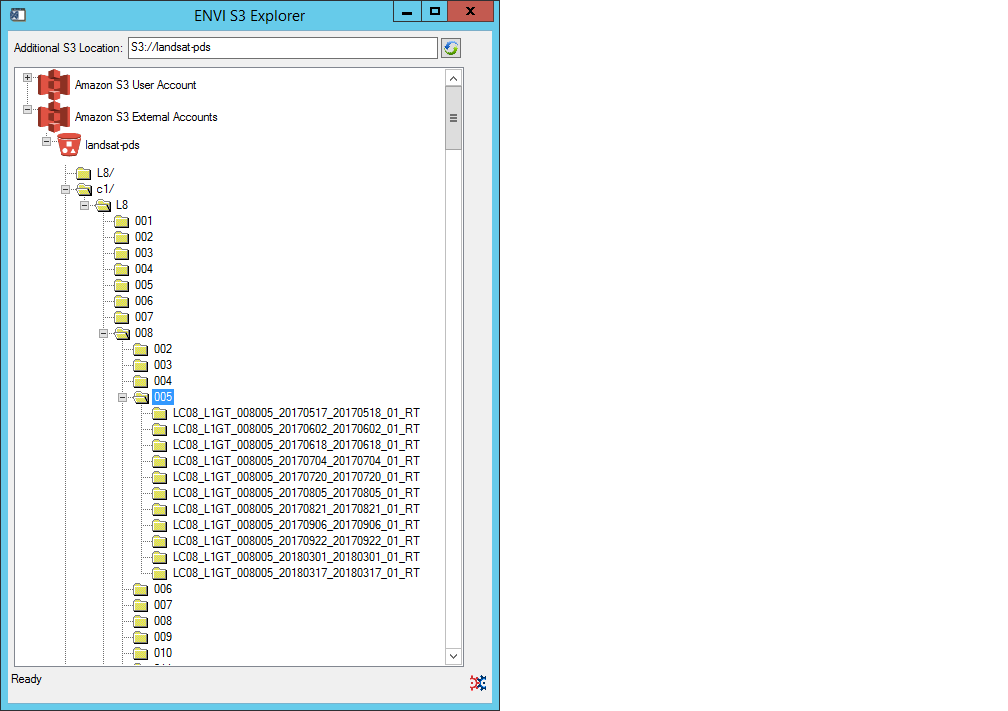 ENVI S3 Explorer
Additional S3 Location: S3://landsat-pds
Amazon S3 User Account
Amazon S3 External Accounts
landsat-pds
L8/
c1/
L8
001
002
003
004
005
006
007
008
002
003
004
005
LC08_L1GT_008005_20170517_20170518_01_RT
LC08_L1GT_008005_20170602_20170602_01_RT
LC08_L1GT_008005_20170618_20170618_01_RT
LC08_L1GT_008005_20170704_20170704_01_RT
LC08_L1GT_008005_20170720_20170720_01_RT
LC08_L1GT_008005_20170805_20170805_01_RT
LC08_L1GT_008005_20170821_20170821_01_RT
LC08_L1GT_008005_20170906_20170906_01_RT
LC08_L1GT_008005_20170922_20170922_01_RT
LC08_L1GT_008005_20180301_20180301_01_RT
LC08_L1GT_008005_20180317_20180317_01_RT
006
007
008
009
010
Ready